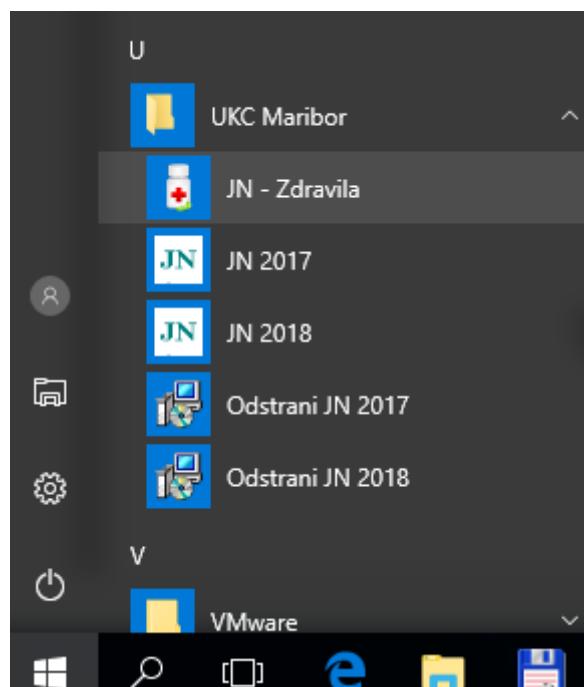 U
UKC Maribor
JN - Zdravila
JN JN 2017
JN JN 2018
Odstrani JN 2017
Odstrani JN 2018
V
VMware